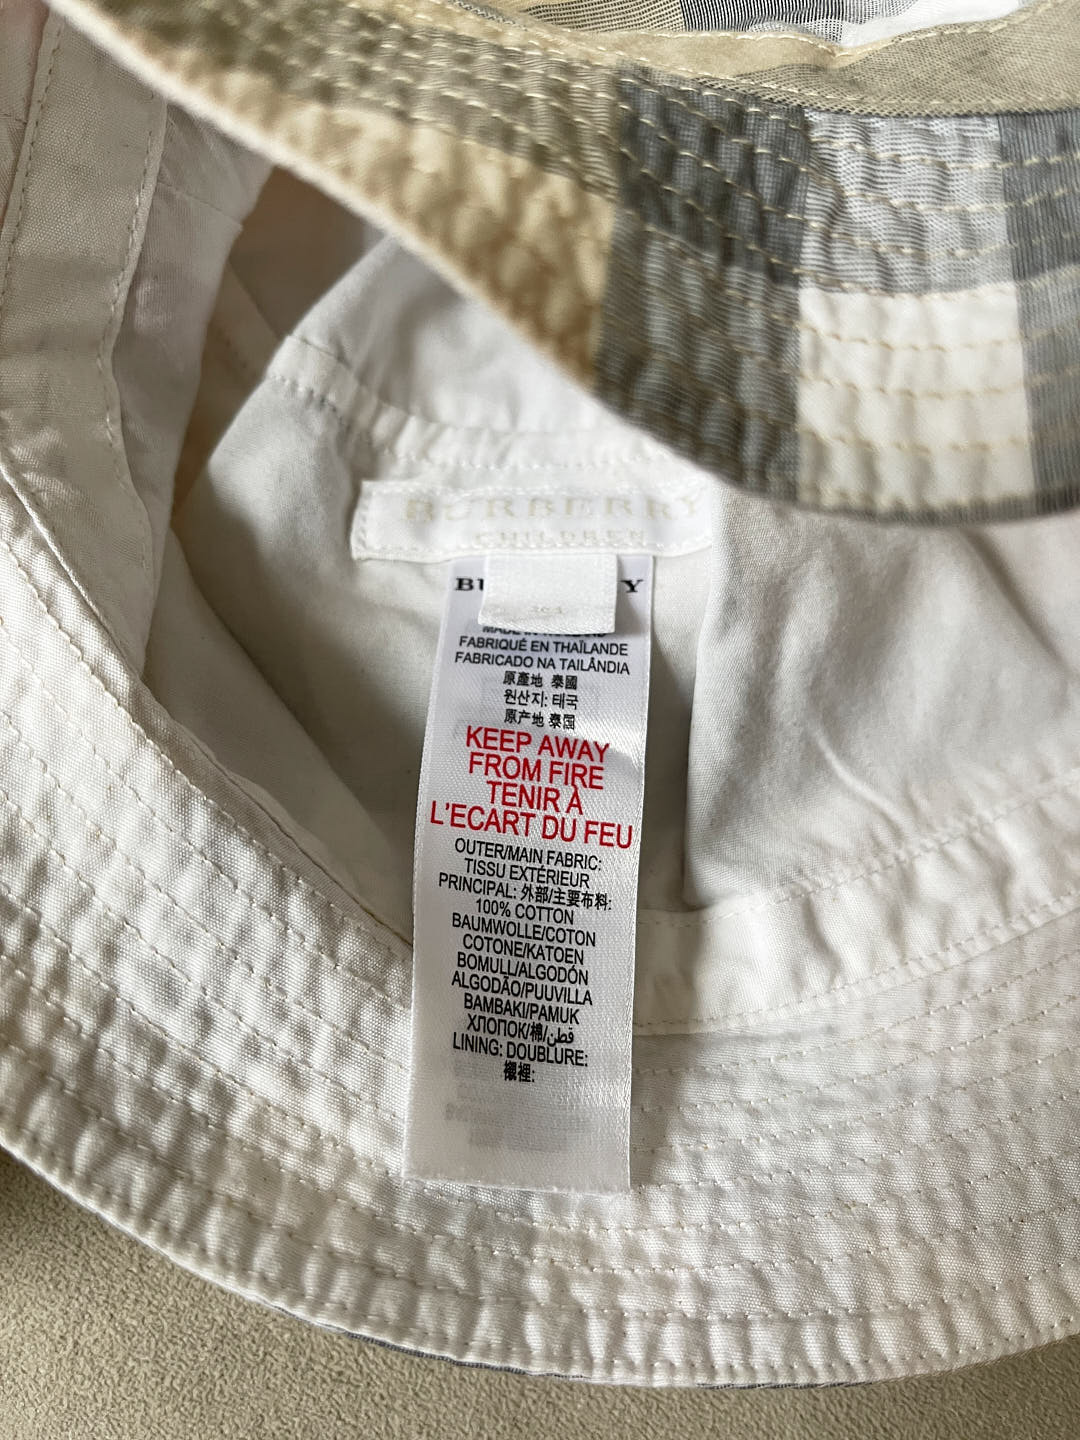 BURBERRY
CHILDREN
FABRIQUÉ EN THAÏLANDE
FABRICADO NA TAILÂNDIA
原產地 泰國
원산지: 태국
原产地 泰国
KEEP AWAY
FROM FIRE
TENIR À
L'ECART DU FEU
OUTER/MAIN FABRIC:
TISSU EXTÉRIEUR
PRINCIPAL: 外部/主要布料:
100% COTTON
BAUMWOLLE/COTON
COTONE/KATOEN
BOMULL/ALGODÓN
ALGODÃO/PUUVILLA
BAMBAKI/PAMUK
ХЛОПОК/棉/قطن
LINING: DOUBLURE:
襯裡: